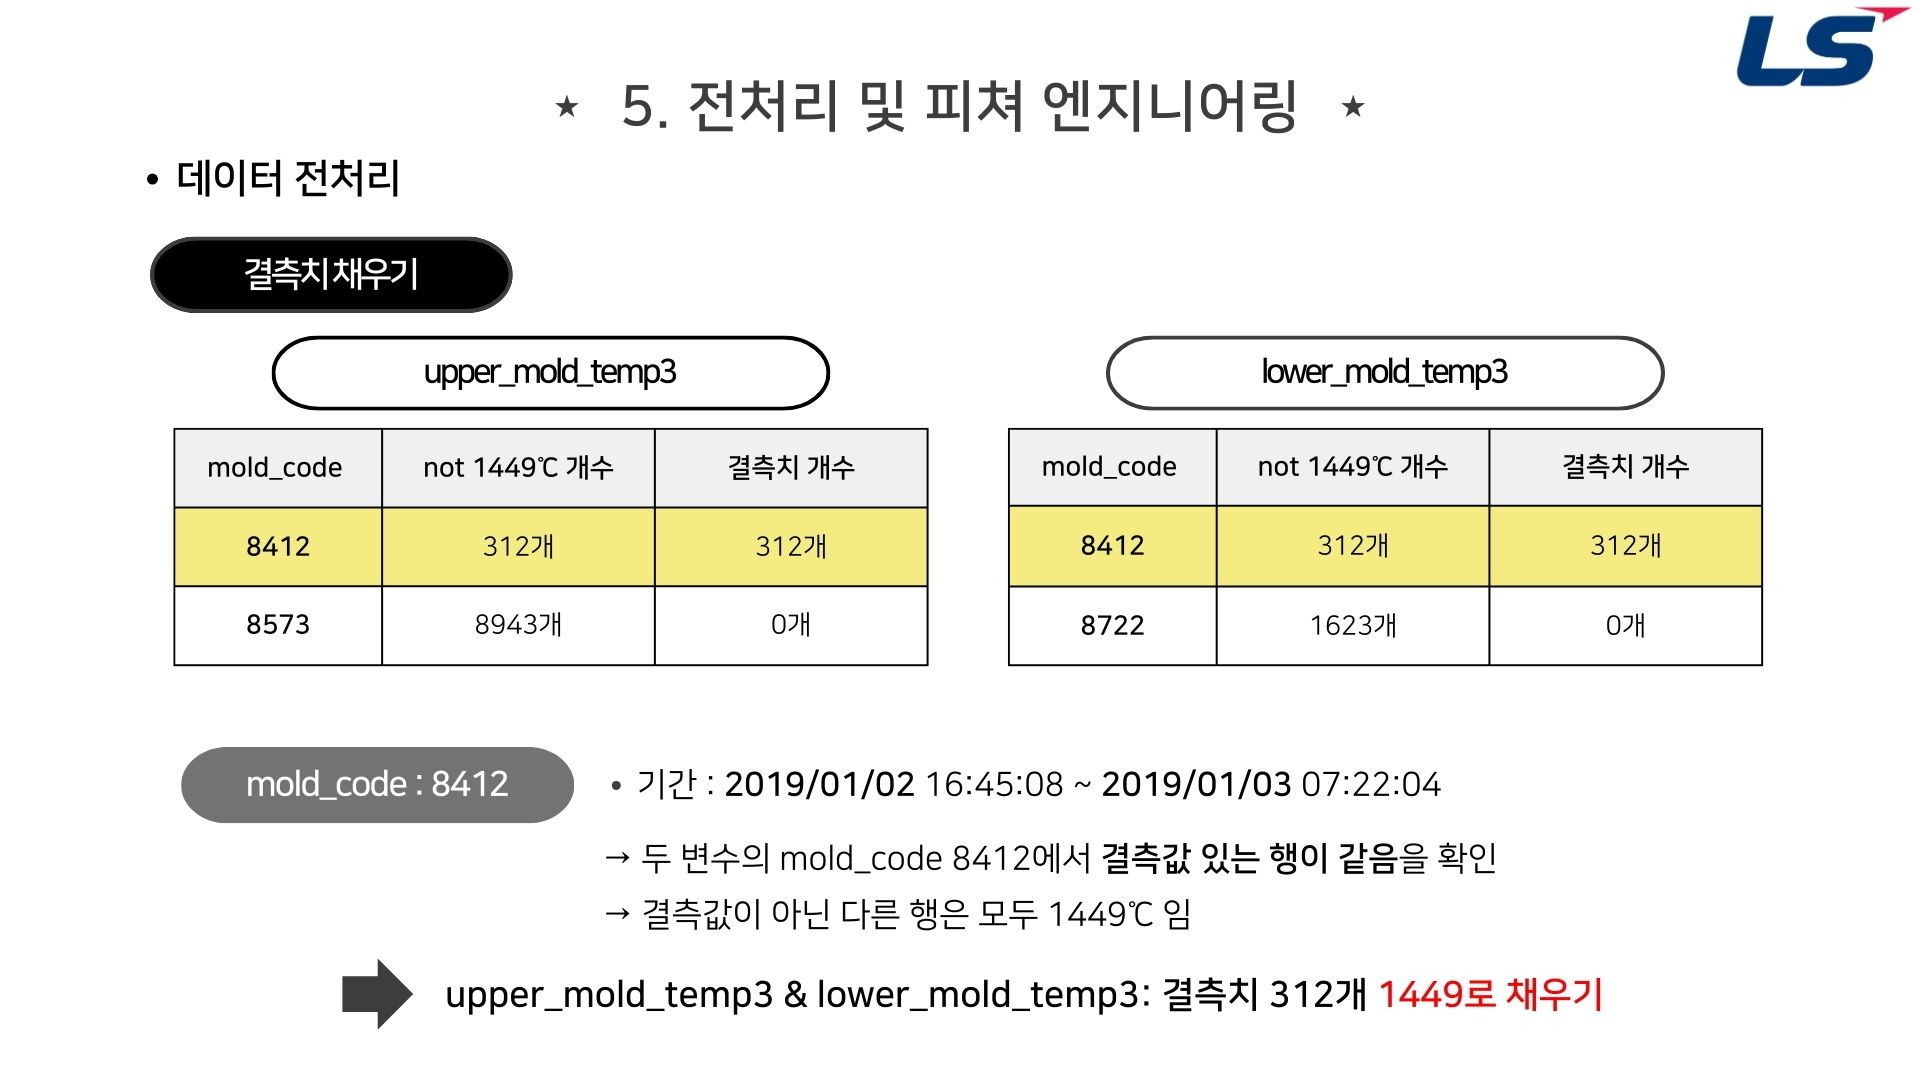 LS
★ 5. 전처리 및 피쳐 엔지니어링 ★
• 데이터 전처리
결측치 채우기
upper_mold_temp3
mold_code not 1449℃ 개수 결측치 개수
8412 312개 312개
8573 8943개 0개
lower_mold_temp3
mold_code not 1449℃ 개수 결측치 개수
8412 312개 312개
8722 1623개 0개
mold_code : 8412
• 기간 : 2019/01/02 16:45:08 ~ 2019/01/03 07:22:04
→ 두 변수의 mold_code 8412에서 결측값 있는 행이 같음을 확인
→ 결측값이 아닌 다른 행은 모두 1449℃ 임
upper_mold_temp3 & lower_mold_temp3: 결측치 312개 1449로 채우기